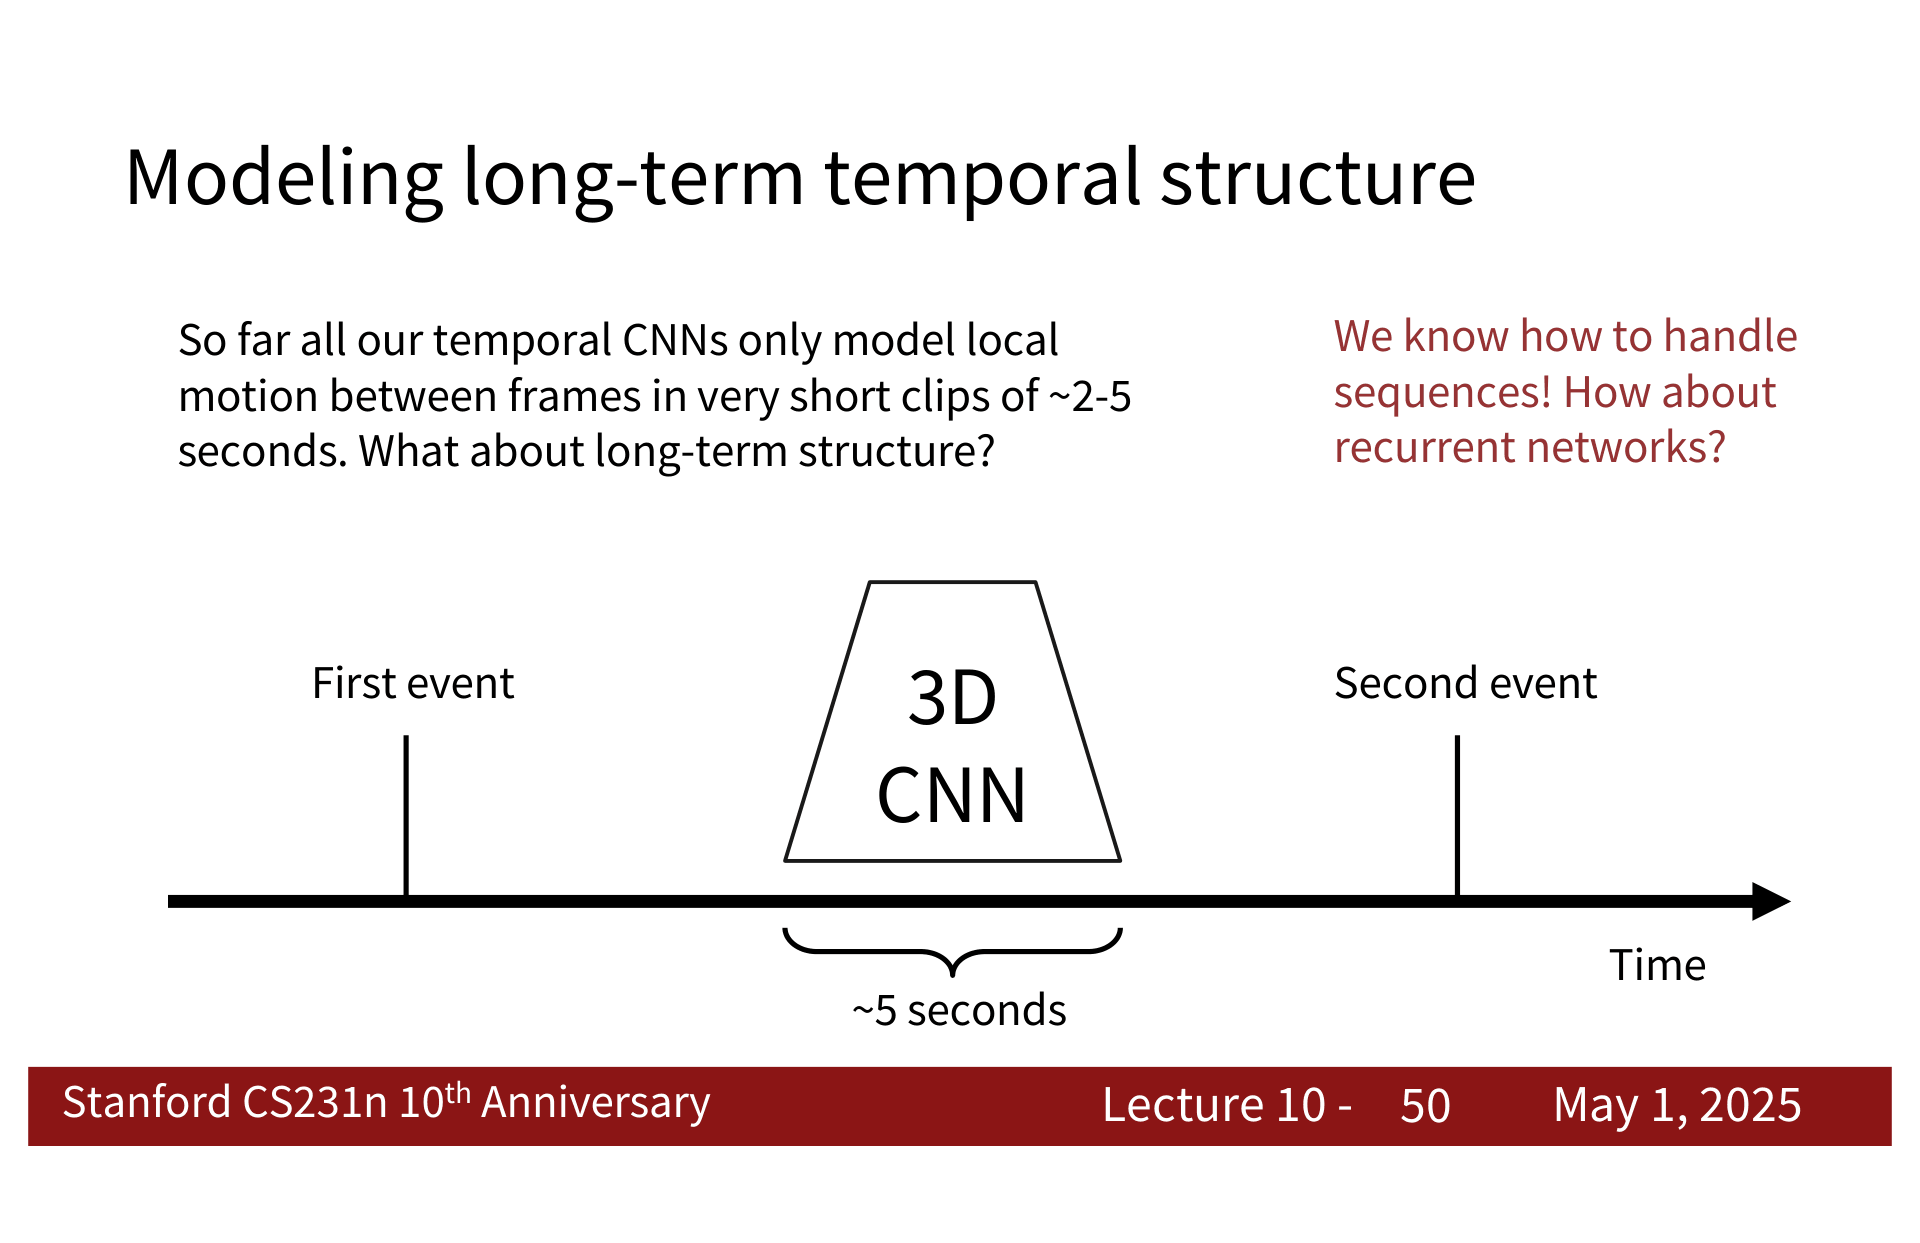 Modeling long-term temporal structure
So far all our temporal CNNs only model local
motion between frames in very short clips of ~2-5
seconds. What about long-term structure?
We know how to handle
sequences! How about
recurrent networks?
First event
3D
CNN
Second event
Time
~5 seconds
Stanford CS231n 10th Anniversary
Lecture 10 - 50
May 1, 2025